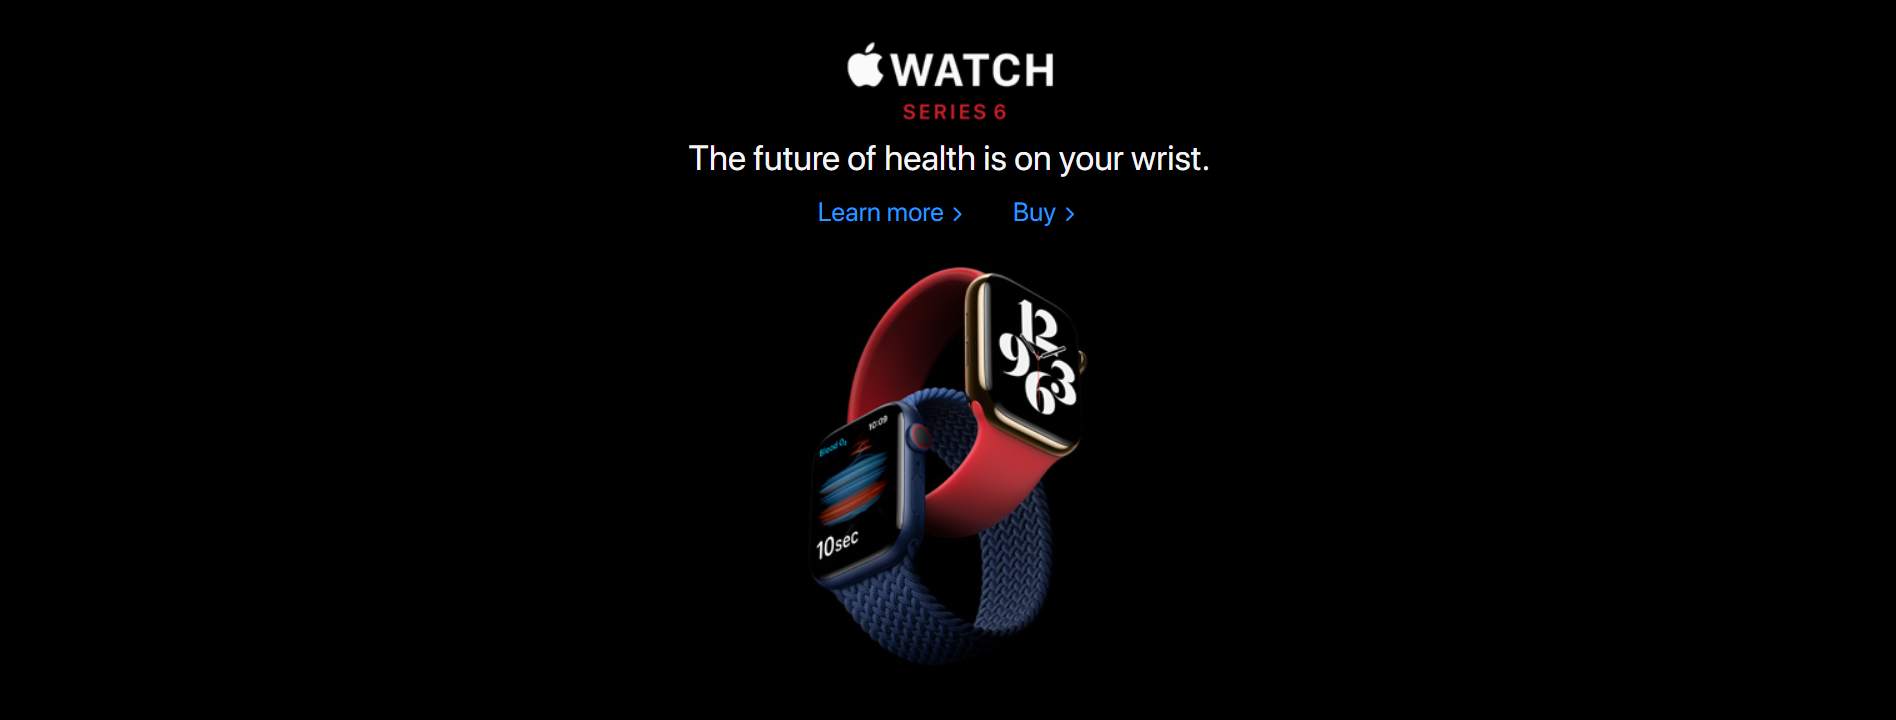 WATCH
SERIES 6
The future of health is on your wrist.
Learn more >
Buy >
12
9 3
6
10:09
Blood O₂
10sec